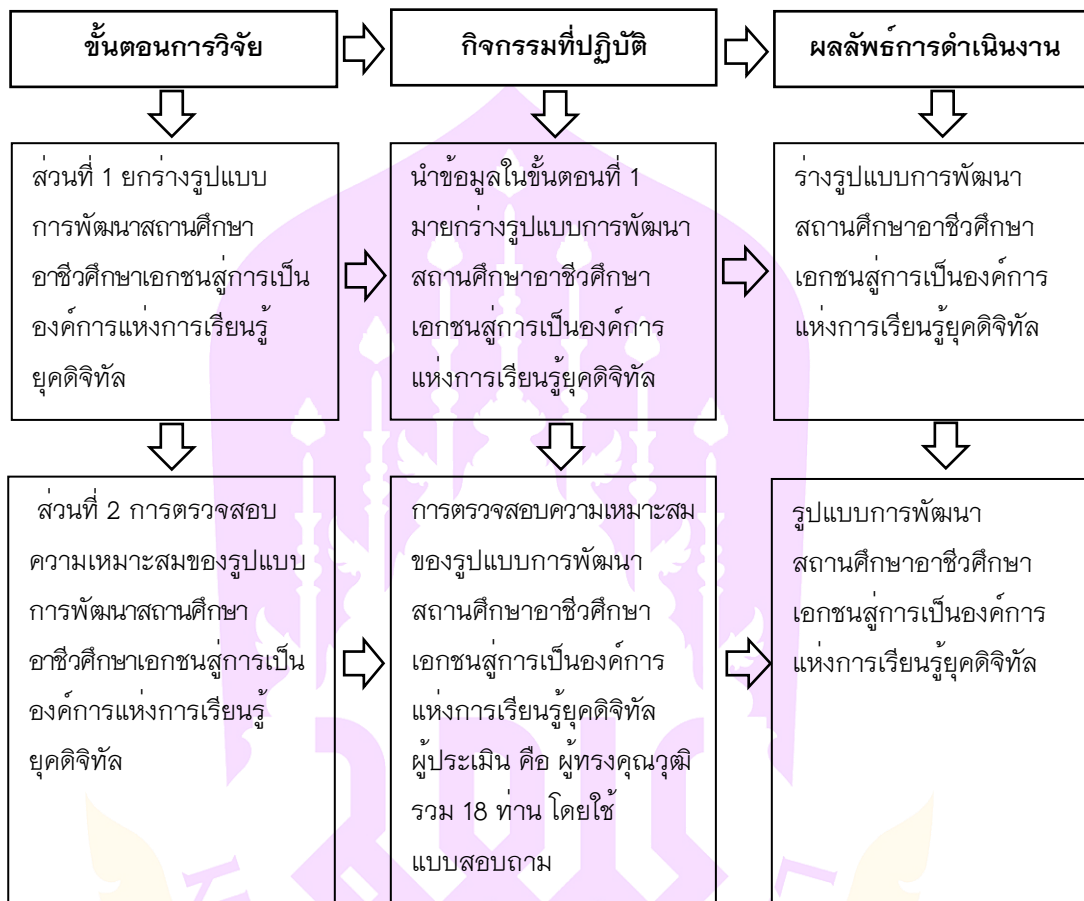 ขั้นตอนการวิจัย
กิจกรรมที่ปฏิบัติ
ผลลัพธ์การดำเนินงาน
ส่วนที่ 1 ยกร่างรูปแบบ
การพัฒนาสถานศึกษา
อาชีวศึกษาเอกชนสู่การเป็น
องค์การแห่งการเรียนรู้
ยุคดิจิทัล
นำข้อมูลในขั้นตอนที่ 1
มายกร่างรูปแบบการพัฒนา
สถานศึกษาอาชีวศึกษา
เอกชนสู่การเป็นองค์การ
แห่งการเรียนรู้ยุคดิจิทัล
ร่างรูปแบบการพัฒนา
สถานศึกษาอาชีวศึกษา
เอกชนสู่การเป็นองค์การ
แห่งการเรียนรู้ยุคดิจิทัล
ส่วนที่ 2 การตรวจสอบ
ความเหมาะสมของรูปแบบ
การพัฒนาสถานศึกษา
อาชีวศึกษาเอกชนสู่การเป็น
องค์การแห่งการเรียนรู้
ยุคดิจิทัล
การตรวจสอบความเหมาะสม
ของรูปแบบการพัฒนา
สถานศึกษาอาชีวศึกษา
เอกชนสู่การเป็นองค์การ
แห่งการเรียนรู้ยุคดิจิทัล
ผู้ประเมิน คือ ผู้ทรงคุณวุฒิ
รวม 18 ท่าน โดยใช้
แบบสอบถาม
รูปแบบการพัฒนา
สถานศึกษาอาชีวศึกษา
เอกชนสู่การเป็นองค์การ
แห่งการเรียนรู้ยุคดิจิทัล